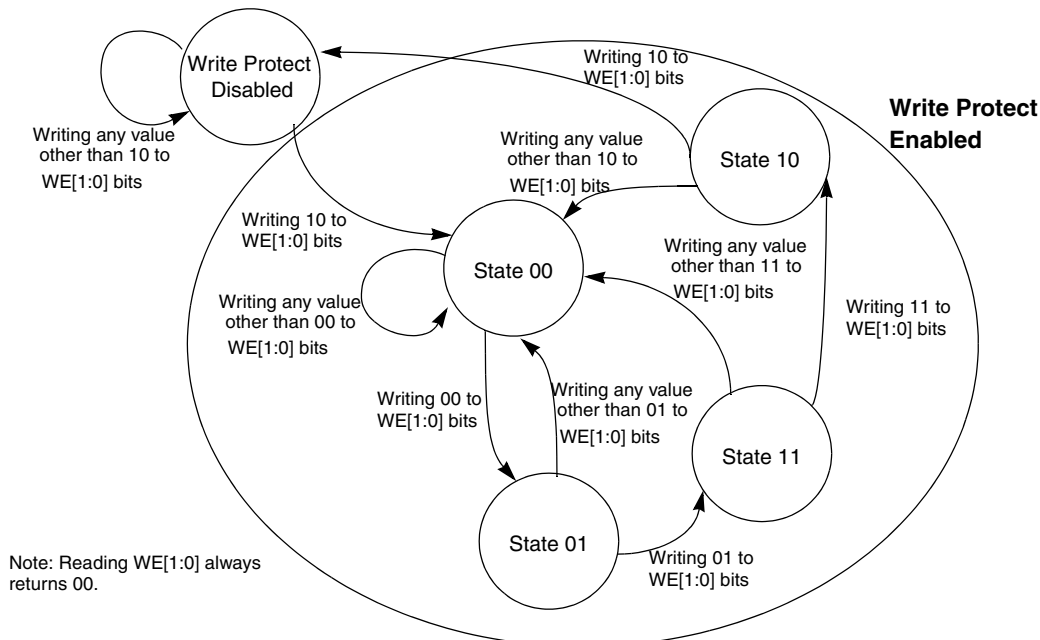 Write Protect
Disabled
Writing any value
other than 10 to
WE[1:0] bits
Writing 10 to
WE[1:0] bits
Write Protect
Enabled
State 10
Writing any value
other than 10 to
WE[1:0] bits
Writing 10 to
WE[1:0] bits
State 00
Writing any value
other than 11 to
WE[1:0] bits
Writing any value
other than 00 to
WE[1:0] bits
Writing 11 to
WE[1:0] bits
Writing 00 to
WE[1:0] bits
Writing any value
other than 01 to
WE[1:0] bits
State 11
State 01
Writing 01 to
WE[1:0] bits
Note: Reading WE[1:0] always
returns 00.